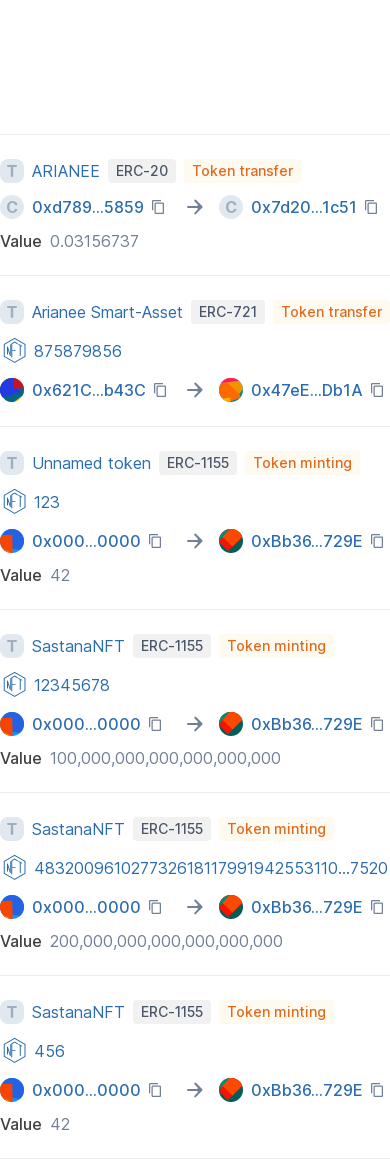 T ARIANEE ERC-20 Token transfer
C 0xd789...5859 → C 0x7d20...1c51
Value 0.03156737
T Arianee Smart-Asset ERC-721 Token transfer
NFT 875879856
0x621C...b43C → 0x47eE...Db1A
T Unnamed token ERC-1155 Token minting
NFT 123
0x000...0000 → 0xBb36...729E
Value 42
T SastanaNFT ERC-1155 Token minting
NFT 12345678
0x000...0000 → 0xBb36...729E
Value 100,000,000,000,000,000,000
T SastanaNFT ERC-1155 Token minting
NFT 483200961027732618117991942553110...7520
0x000...0000 → 0xBb36...729E
Value 200,000,000,000,000,000,000
T SastanaNFT ERC-1155 Token minting
NFT 456
0x000...0000 → 0xBb36...729E
Value 42